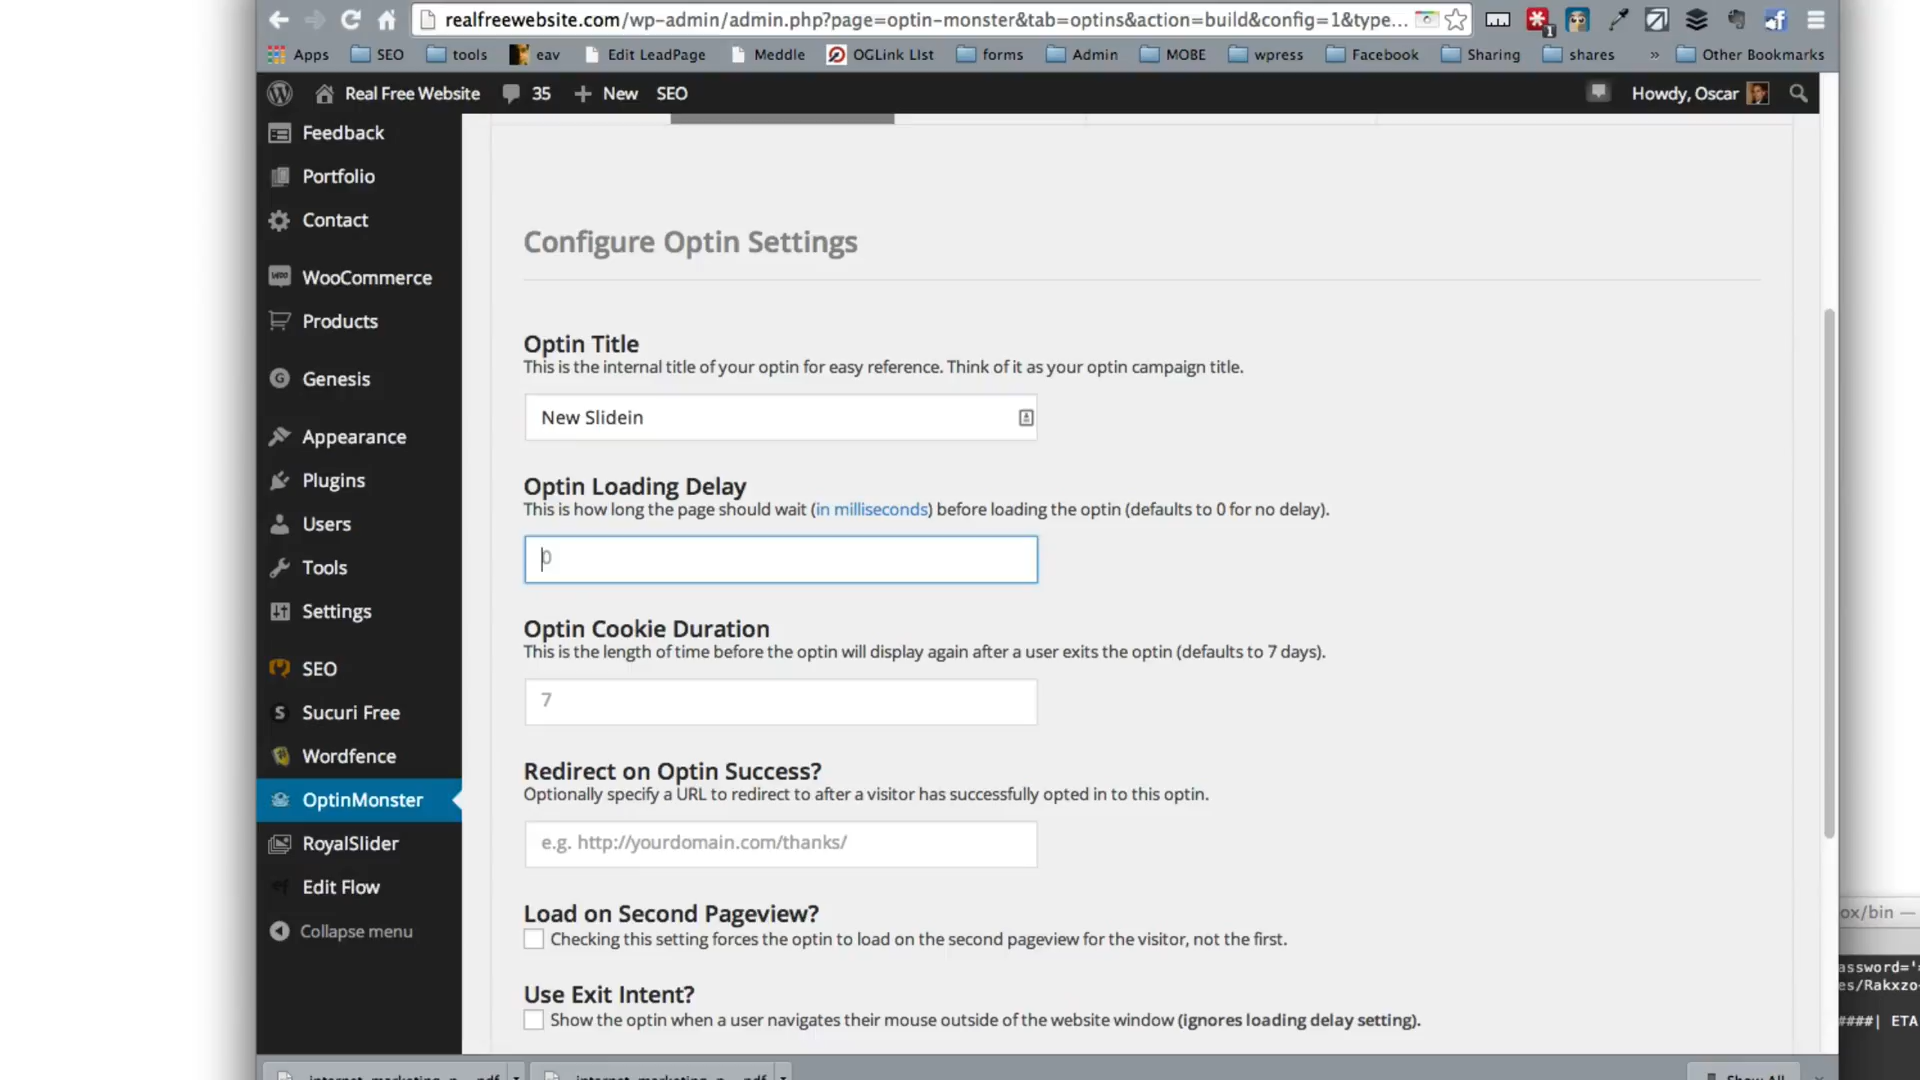 realfreewebsite.com/wp-admin/admin.php?page=optin-monster&tab=optins&action=build&config=1&type...
Apps SEO tools eav Edit LeadPage Meddle OGLink LIst forms Admin MOBE wpress Facebook Sharing shares » Other Bookmarks
Real Free Website 35 New SEO Howdy, Oscar
Feedback
Portfolio
Contact
WooCommerce
Products
Genesis
Appearance
Plugins
Users
Tools
Settings
SEO
Sucuri Free
Wordfence
OptinMonster
RoyalSlider
Edit Flow
Collapse menu
Configure Optin Settings
Optin Title
This is the internal title of your optin for easy reference. Think of it as your optin campaign title.
New Slidein
Optin Loading Delay
This is how long the page should wait (in milliseconds) before loading the optin (defaults to 0 for no delay).
0
Optin Cookie Duration
This is the length of time before the optin will display again after a user exits the optin (defaults to 7 days).
7
Redirect on Optin Success?
Optionally specify a URL to redirect to after a visitor has successfully opted in to this optin.
e.g. http://yourdomain.com/thanks/
Load on Second Pageview?
Checking this setting forces the optin to load on the second pageview for the visitor, not the first.
Use Exit Intent?
Show the optin when a user navigates their mouse outside of the website window (ignores loading delay setting).
ox/bin —
assword='
es/Rakxzo
####| ETA
Show All